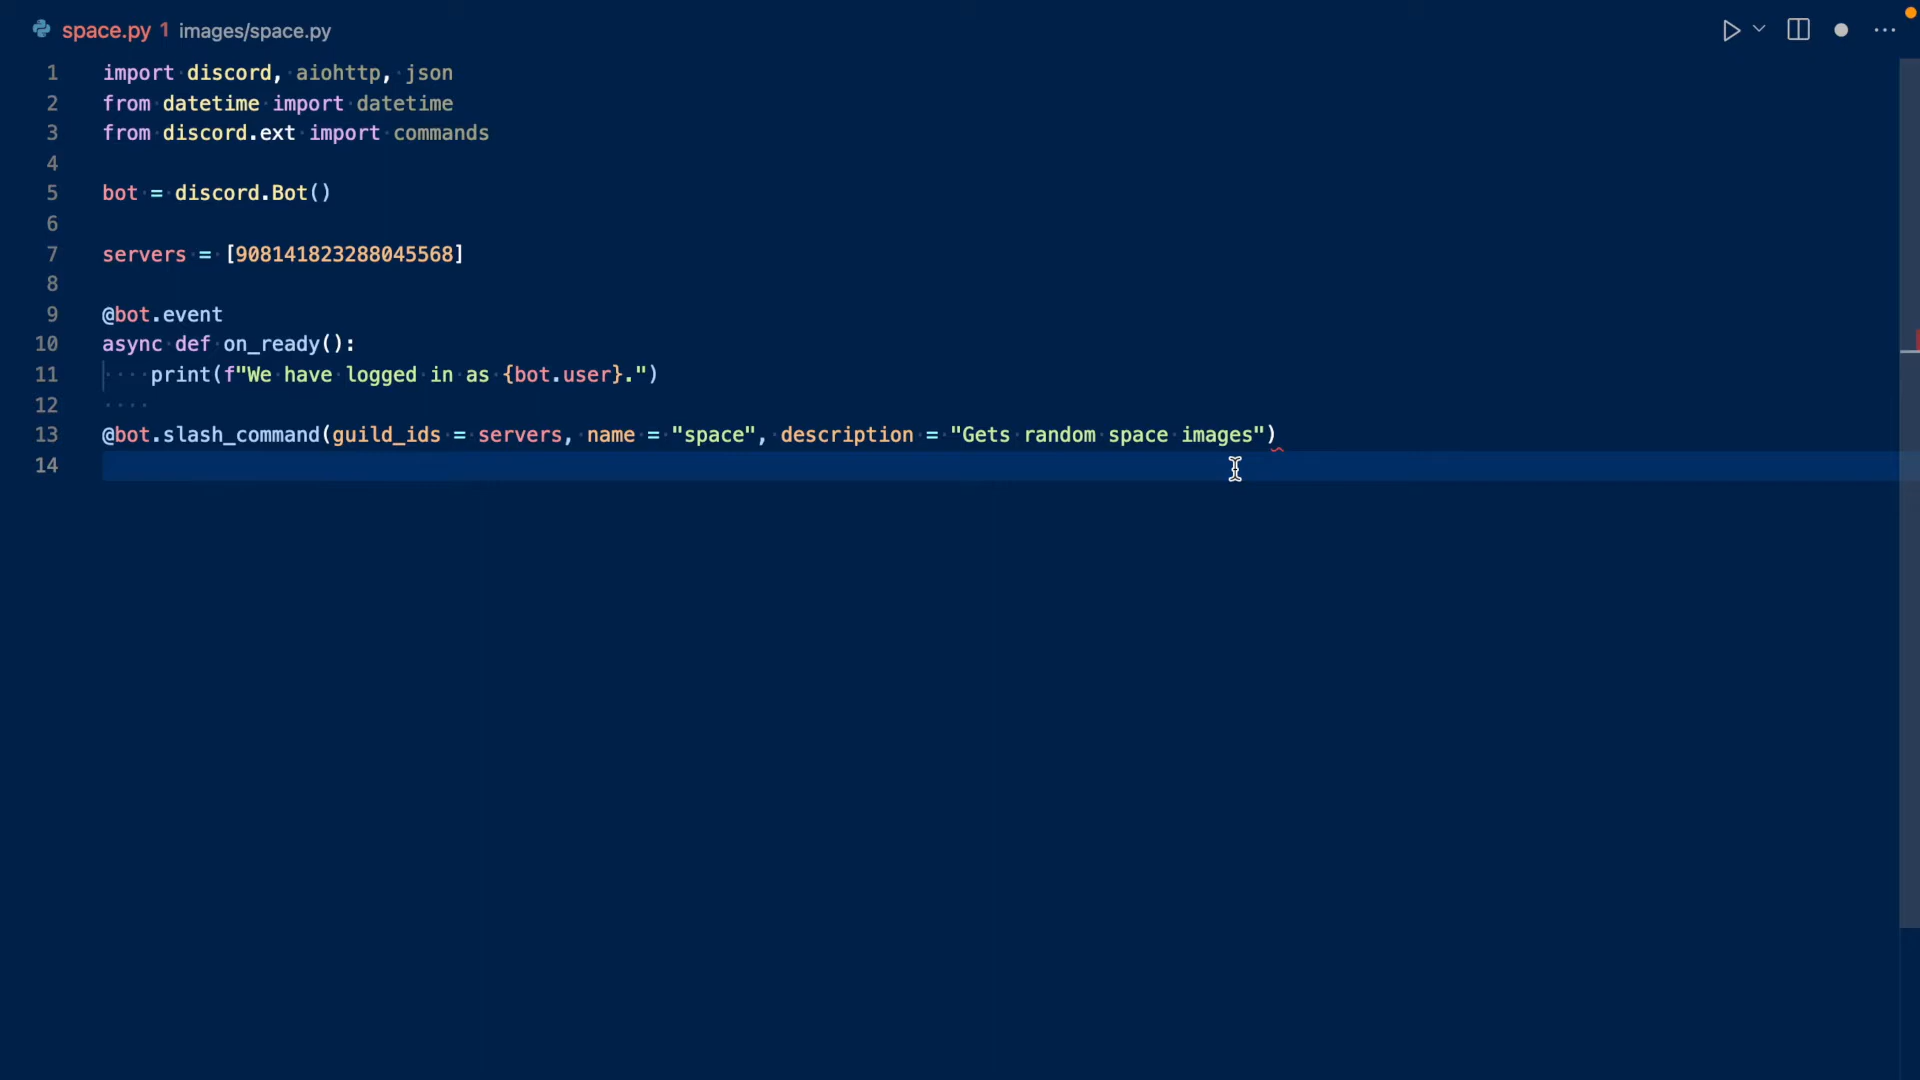 space.py 1 images/space.py
1 import discord, aiohttp, json
2 from datetime import datetime
3 from discord.ext import commands
4
5 bot = discord.Bot()
6
7 servers = [908141823288045568]
8
9 @bot.event
10 async def on_ready():
11     print(f"We have logged in as {bot.user}.")
12
13 @bot.slash_command(guild_ids = servers, name = "space", description = "Gets random space images")
14